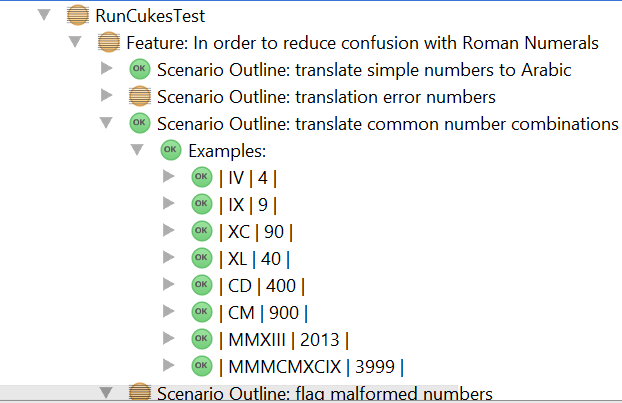 RunCukesTest
Feature: In order to reduce confusion with Roman Numerals
OK Scenario Outline: translate simple numbers to Arabic
Scenario Outline: translation error numbers
OK Scenario Outline: translate common number combinations
OK Examples:
OK | IV | 4 |
OK | IX | 9 |
OK | XC | 90 |
OK | XL | 40 |
OK | CD | 400 |
OK | CM | 900 |
OK | MMXIII | 2013 |
OK | MMMCMXCIX | 3999 |
Scenario Outline: flag malformed numbers